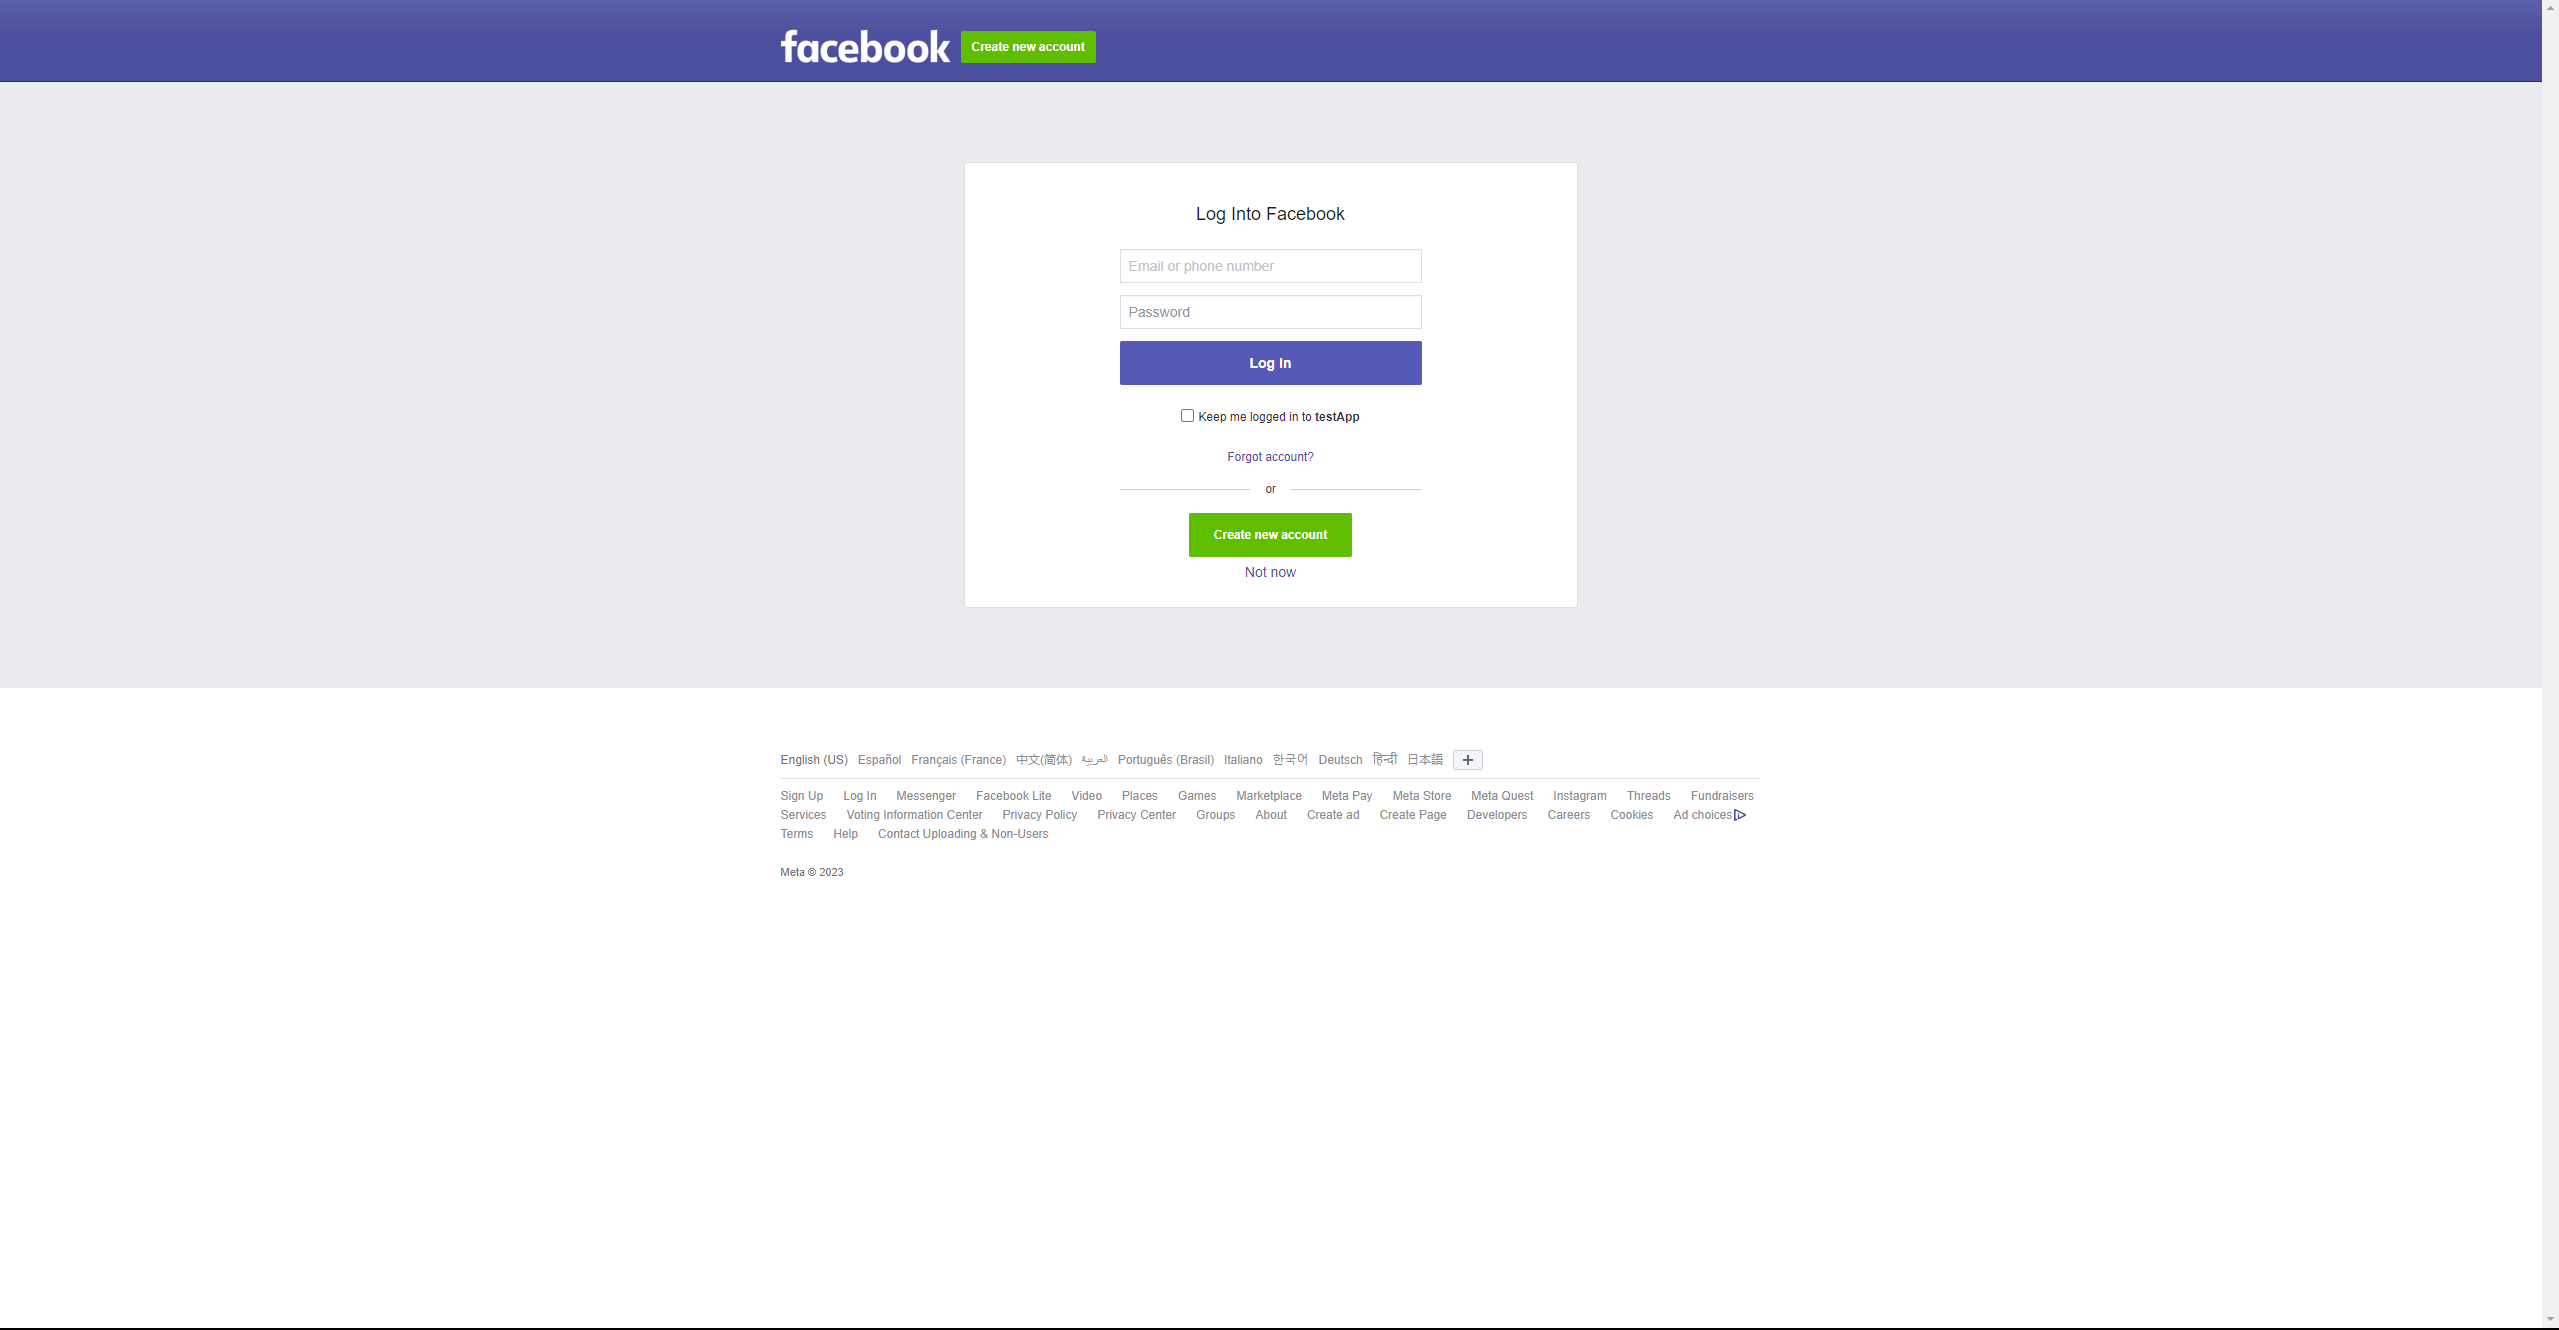 facebook Create new account
Log Into Facebook
Email or phone number
Password
Log In
Keep me logged in to testApp
Forgot account?
or
Create new account
Not now
English (US) Español Français (France) 中文(简体) العربية Português (Brasil) Italiano 한국어 Deutsch हिन्दी 日本語
Sign Up Log In Messenger Facebook Lite Video Places Games Marketplace Meta Pay Meta Store Meta Quest Instagram Threads Fundraisers
Services Voting Information Center Privacy Policy Privacy Center Groups About Create ad Create Page Developers Careers Cookies Ad choices
Terms Help Contact Uploading & Non-Users
Meta © 2023